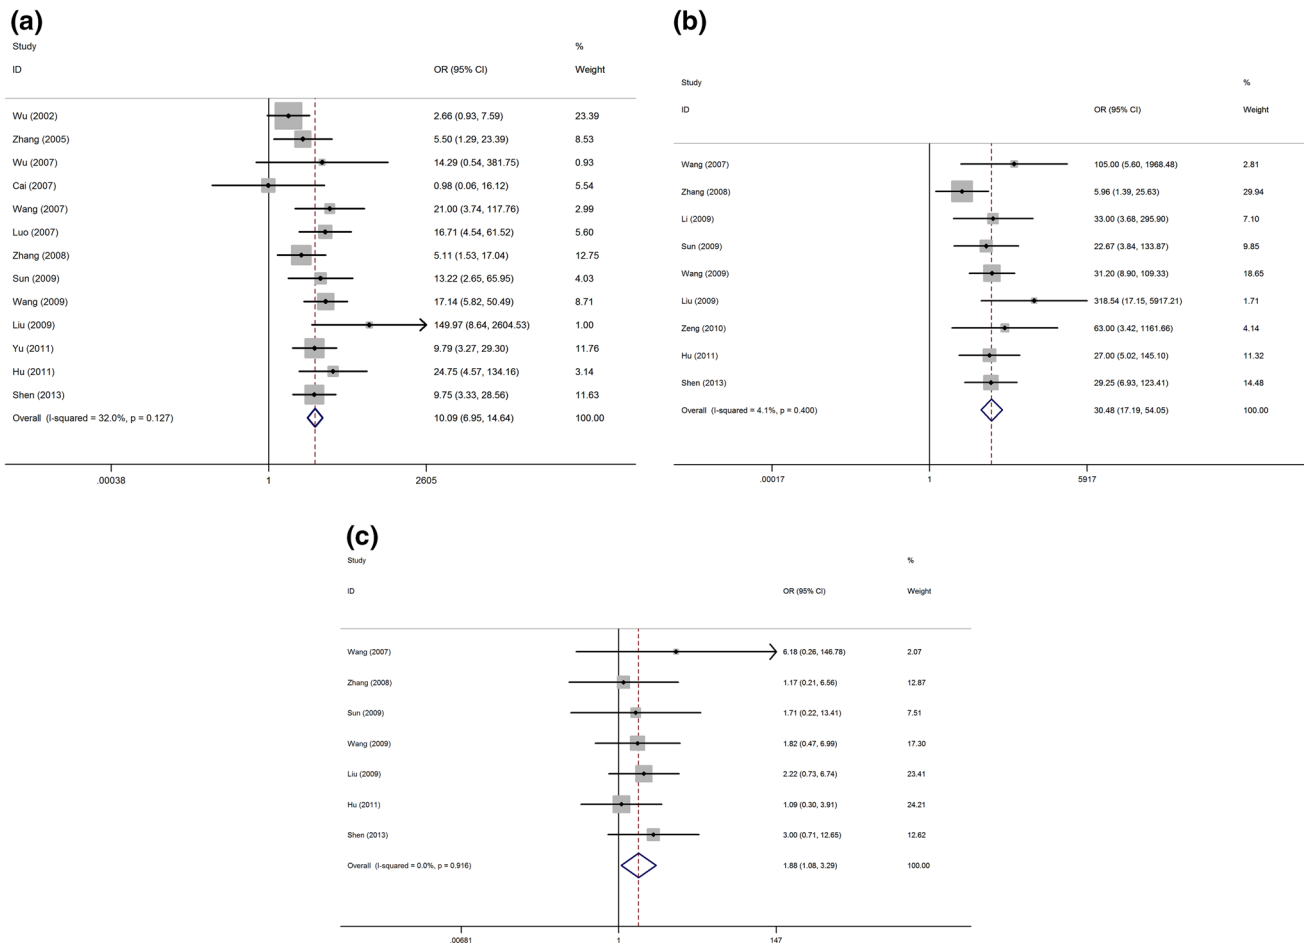 (a)
Study %
ID OR (95% CI) Weight
Wu (2002) 2.66 (0.93, 7.59) 23.39
Zhang (2005) 5.50 (1.29, 23.39) 8.53
Wu (2007) 14.29 (0.54, 381.75) 0.93
Cai (2007) 0.98 (0.06, 16.12) 5.54
Wang (2007) 21.00 (3.74, 117.76) 2.99
Luo (2007) 16.71 (4.54, 61.52) 5.60
Zhang (2008) 5.11 (1.53, 17.04) 12.75
Sun (2009) 13.22 (2.65, 65.95) 4.03
Wang (2009) 17.14 (5.82, 50.49) 8.71
Liu (2009) 149.97 (8.64, 2604.53) 1.00
Yu (2011) 9.79 (3.27, 29.30) 11.76
Hu (2011) 24.75 (4.57, 134.16) 3.14
Shen (2013) 9.75 (3.33, 28.56) 11.63
Overall (I-squared = 32.0%, p = 0.127) 10.09 (6.95, 14.64) 100.00
.00038 1 2605
(b)
Study %
ID OR (95% CI) Weight
Wang (2007) 105.00 (5.60, 1968.48) 2.81
Zhang (2008) 5.96 (1.39, 25.63) 29.94
Li (2009) 33.00 (3.68, 295.90) 7.10
Sun (2009) 22.67 (3.84, 133.87) 9.85
Wang (2009) 31.20 (8.90, 109.33) 18.65
Liu (2009) 318.54 (17.15, 5917.21) 1.71
Zeng (2010) 63.00 (3.42, 1161.66) 4.14
Hu (2011) 27.00 (5.02, 145.10) 11.32
Shen (2013) 29.25 (6.93, 123.41) 14.48
Overall (I-squared = 4.1%, p = 0.400) 30.48 (17.19, 54.05) 100.00
.00017 1 5917
(c)
Study %
ID OR (95% CI) Weight
Wang (2007) 6.18 (0.26, 146.78) 2.07
Zhang (2008) 1.17 (0.21, 6.56) 12.87
Sun (2009) 1.71 (0.22, 13.41) 7.51
Wang (2009) 1.82 (0.47, 6.99) 17.30
Liu (2009) 2.22 (0.73, 6.74) 23.41
Hu (2011) 1.09 (0.30, 3.91) 24.21
Shen (2013) 3.00 (0.71, 12.65) 12.62
Overall (I-squared = 0.0%, p = 0.916) 1.88 (1.08, 3.29) 100.00
.00681 1 147